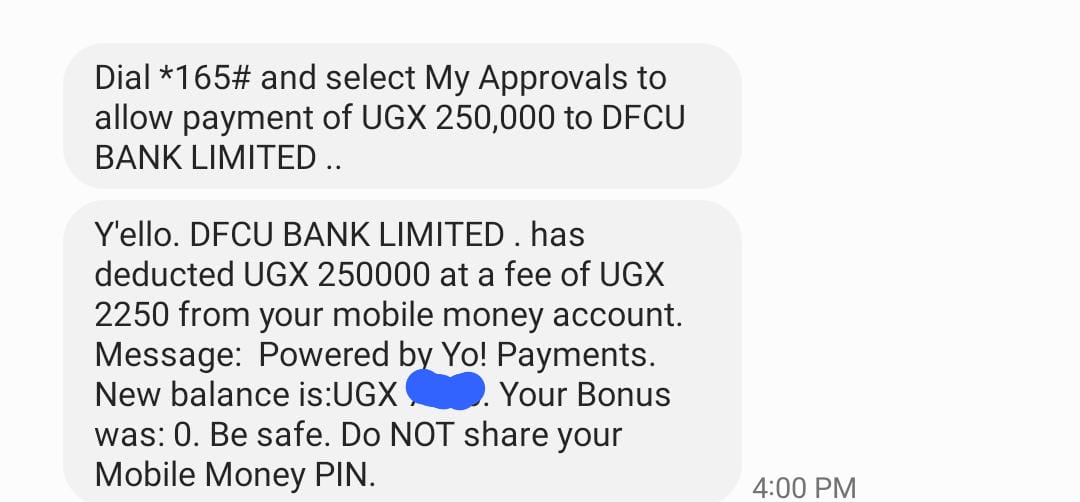 Dial *165# and select My Approvals to
allow payment of UGX 250,000 to DFCU
BANK LIMITED ..
Y'ello. DFCU BANK LIMITED . has
deducted UGX 250000 at a fee of UGX
2250 from your mobile money account.
Message:  Powered by Yo! Payments.
New balance is:UGX . Your Bonus
was: 0. Be safe. Do NOT share your
Mobile Money PIN.
4:00 PM